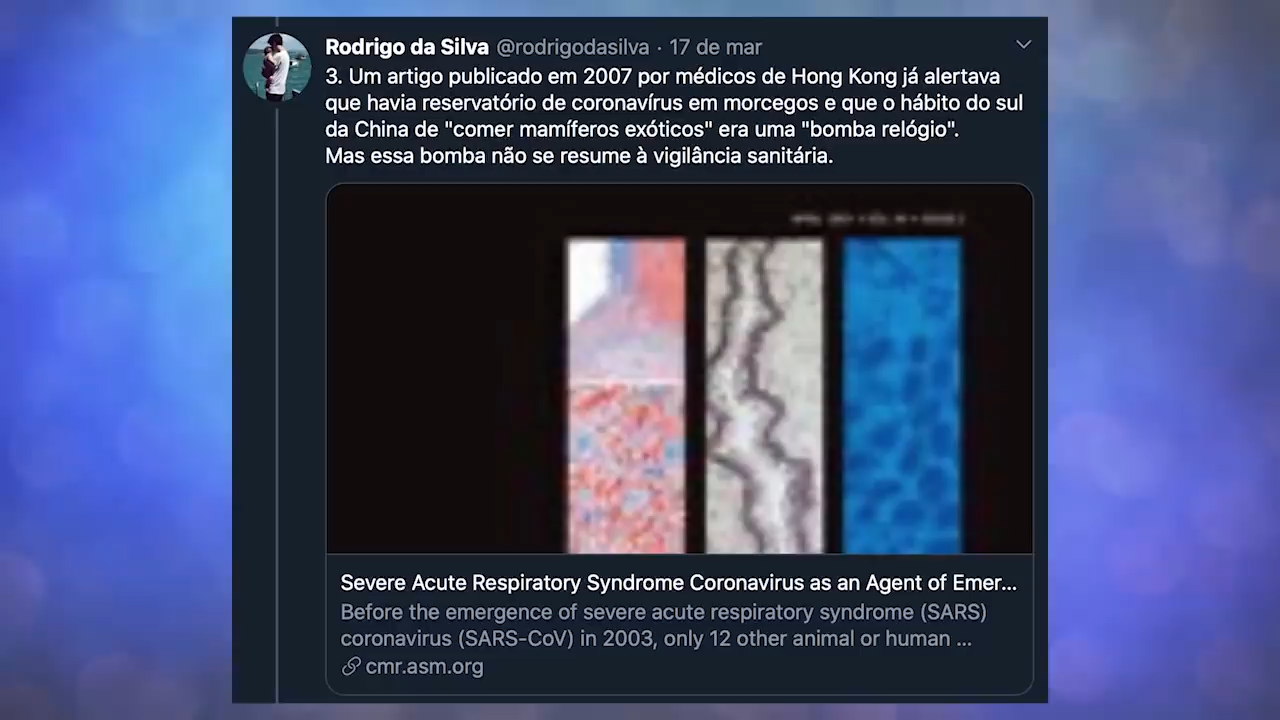 Rodrigo da Silva @rodrigodasilva · 17 de mar
3. Um artigo publicado em 2007 por médicos de Hong Kong já alertava
que havia reservatório de coronavírus em morcegos e que o hábito do sul
da China de "comer mamíferos exóticos" era uma "bomba relógio".
Mas essa bomba não se resume à vigilância sanitária.
Severe Acute Respiratory Syndrome Coronavirus as an Agent of Emer...
Before the emergence of severe acute respiratory syndrome (SARS)
coronavirus (SARS-CoV) in 2003, only 12 other animal or human ...
cmr.asm.org